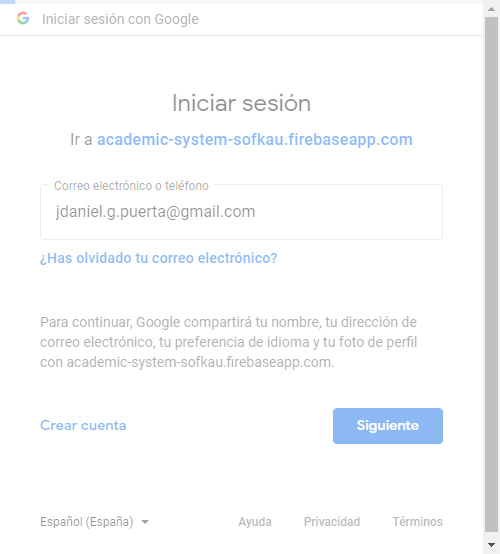 Iniciar sesión con Google
Iniciar sesión
Ir a academic-system-sofkau.firebaseapp.com
Correo electrónico o teléfono
jdaniel.g.puerta@gmail.com
¿Has olvidado tu correo electrónico?
Para continuar, Google compartirá tu nombre, tu dirección de
correo electrónico, tu preferencia de idioma y tu foto de perfil
con academic-system-sofkau.firebaseapp.com.
Crear cuenta Siguiente
Español (España) Ayuda Privacidad Términos